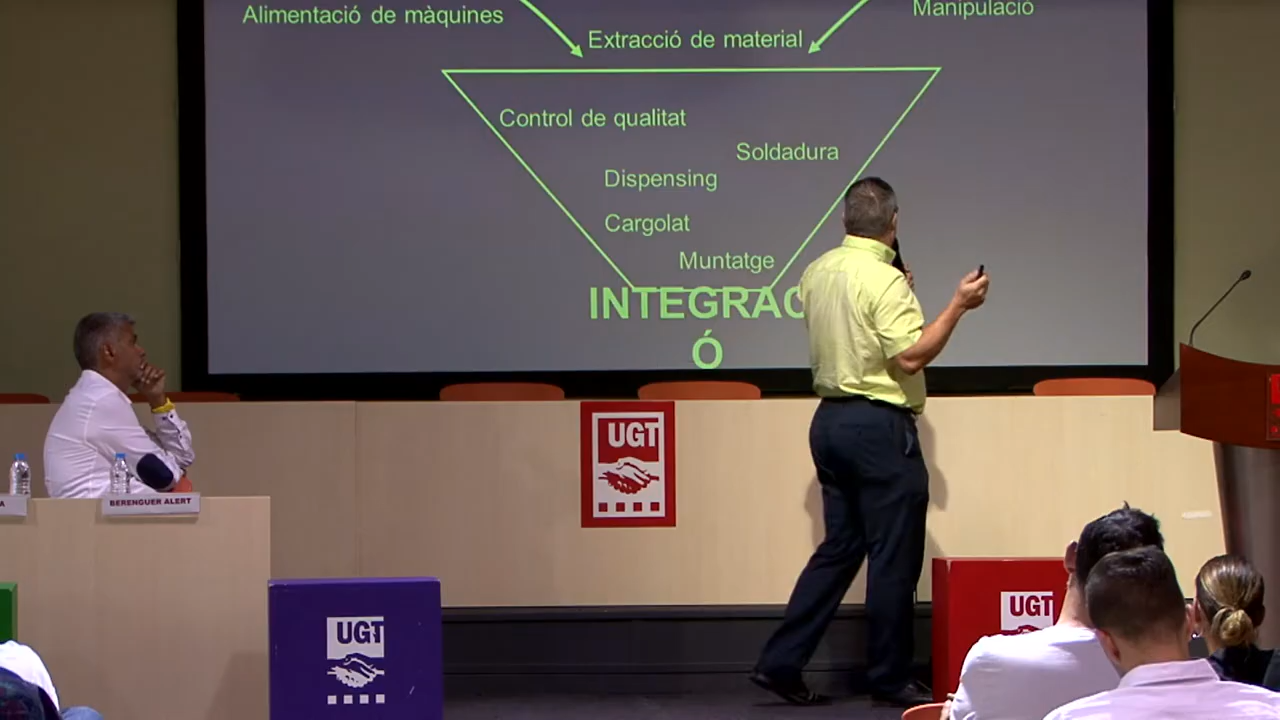 Alimentació de màquines
Manipulació
Extracció de material
Control de qualitat
Soldadura
Dispensing
Cargolat
Muntatge
INTEGRAC
Ó
UGT
A
BERENGUER ALERT
UGT
UGT